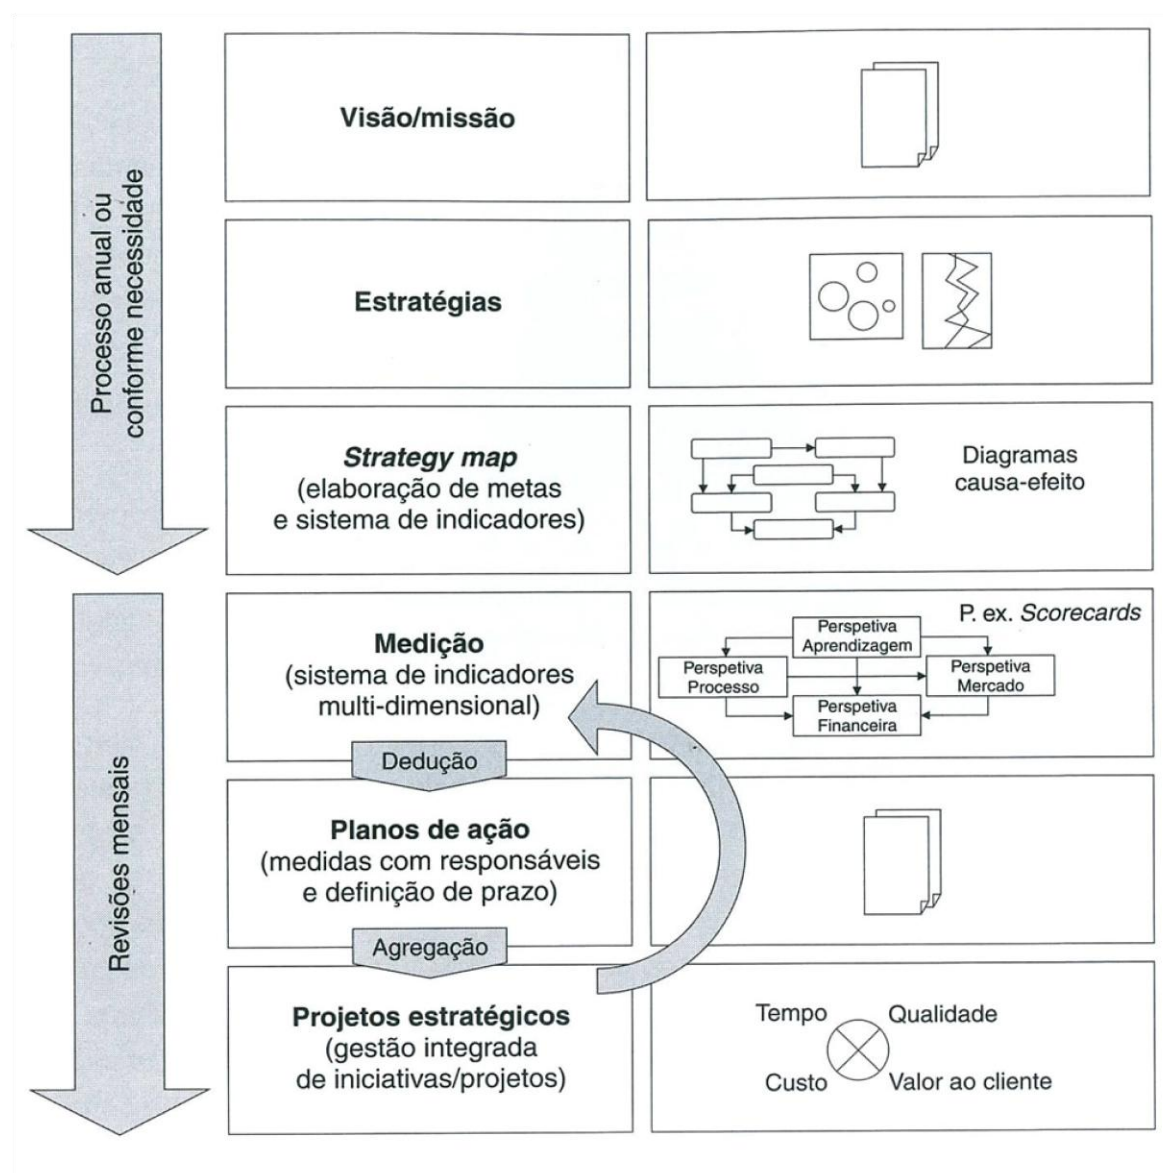 Processo anual ou
conforme necessidade
Visão/missão
Estratégias
Strategy map
(elaboração de metas
e sistema de indicadores)
Diagramas
causa-efeito
Revisões mensais
Medição
(sistema de indicadores
multi-dimensional)
P. ex. Scorecards
Perspetiva
Aprendizagem
Perspetiva
Processo
Perspetiva
Mercado
Perspetiva
Financeira
Dedução
Planos de ação
(medidas com responsáveis
e definição de prazo)
Agregação
Projetos estratégicos
(gestão integrada
de iniciativas/projetos)
Tempo
Qualidade
Custo
Valor ao cliente